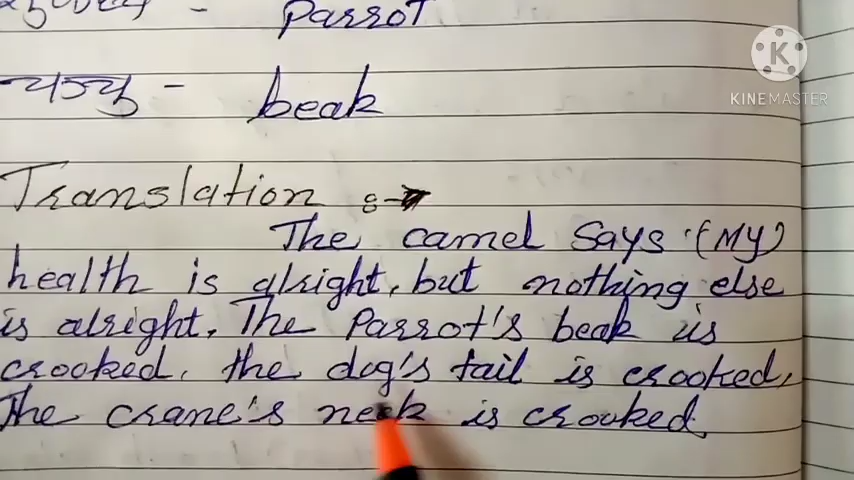 Parrot
चञ्चु - beak
KINEMASTER
Translation :-
The camel says (My)
health is alright, but nothing else
is alright. The Parrot's beak is
crooked. the dog's tail is crooked,
The crane's neck is crooked